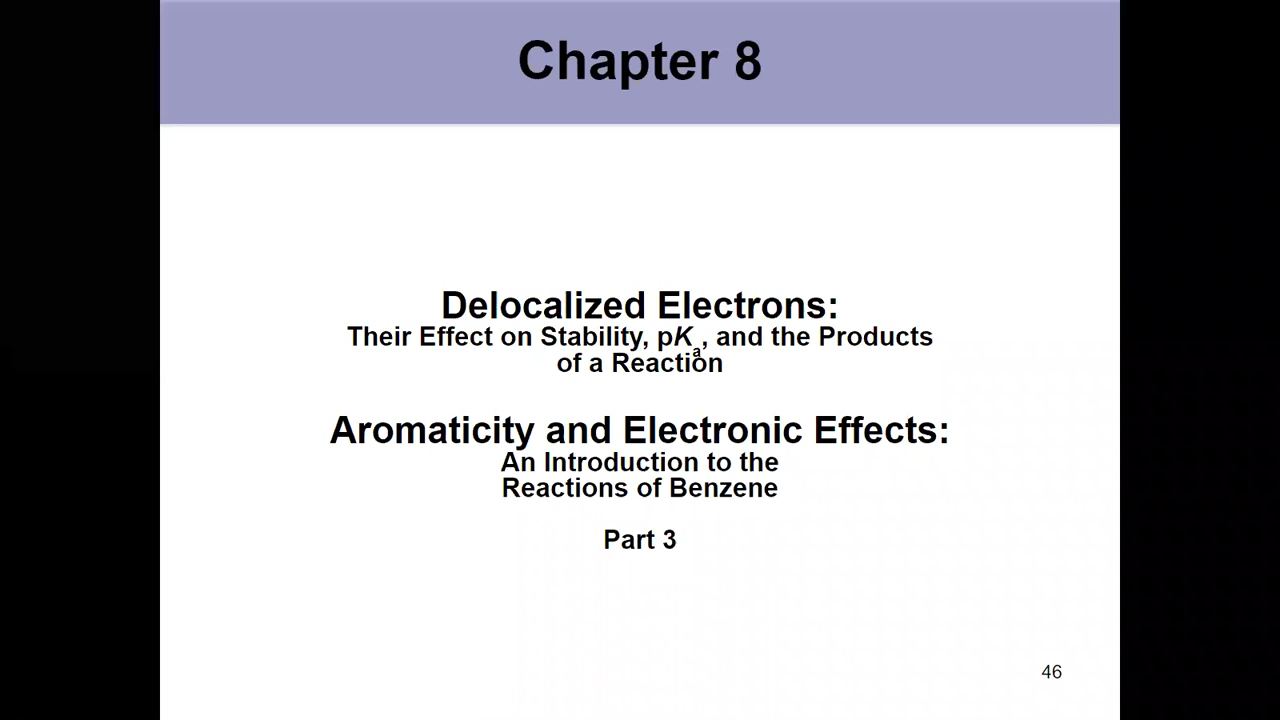 Chapter 8
Delocalized Electrons:
Their Effect on Stability, pKa, and the Products
of a Reaction
Aromaticity and Electronic Effects:
An Introduction to the
Reactions of Benzene
Part 3
46